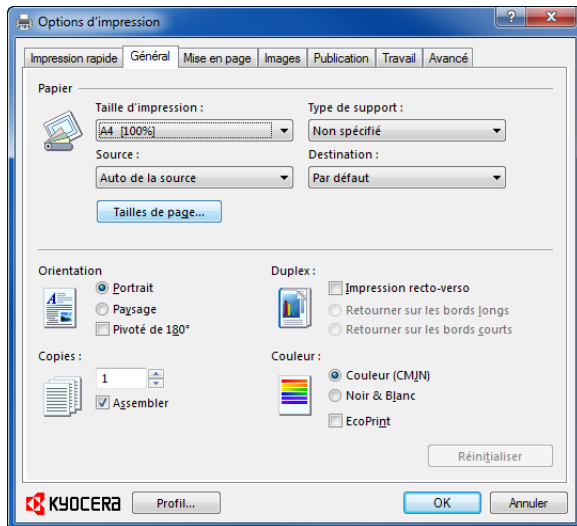 Options d'impression
Impression rapide Général Mise en page Images Publication Travail Avancé
Papier
Taille d'impression : Type de support :
A4 [100%] Non spécifié
Source : Destination :
Auto de la source Par défaut
Tailles de page...
Orientation Duplex :
Portrait Impression recto-verso
Paysage Retourner sur les bords longs
Pivoté de 180° Retourner sur les bords courts
Copies : Couleur :
1 Couleur (CMJN)
Assembler Noir & Blanc
EcoPrint
Réinitialiser
KYOCERA Profil... OK Annuler